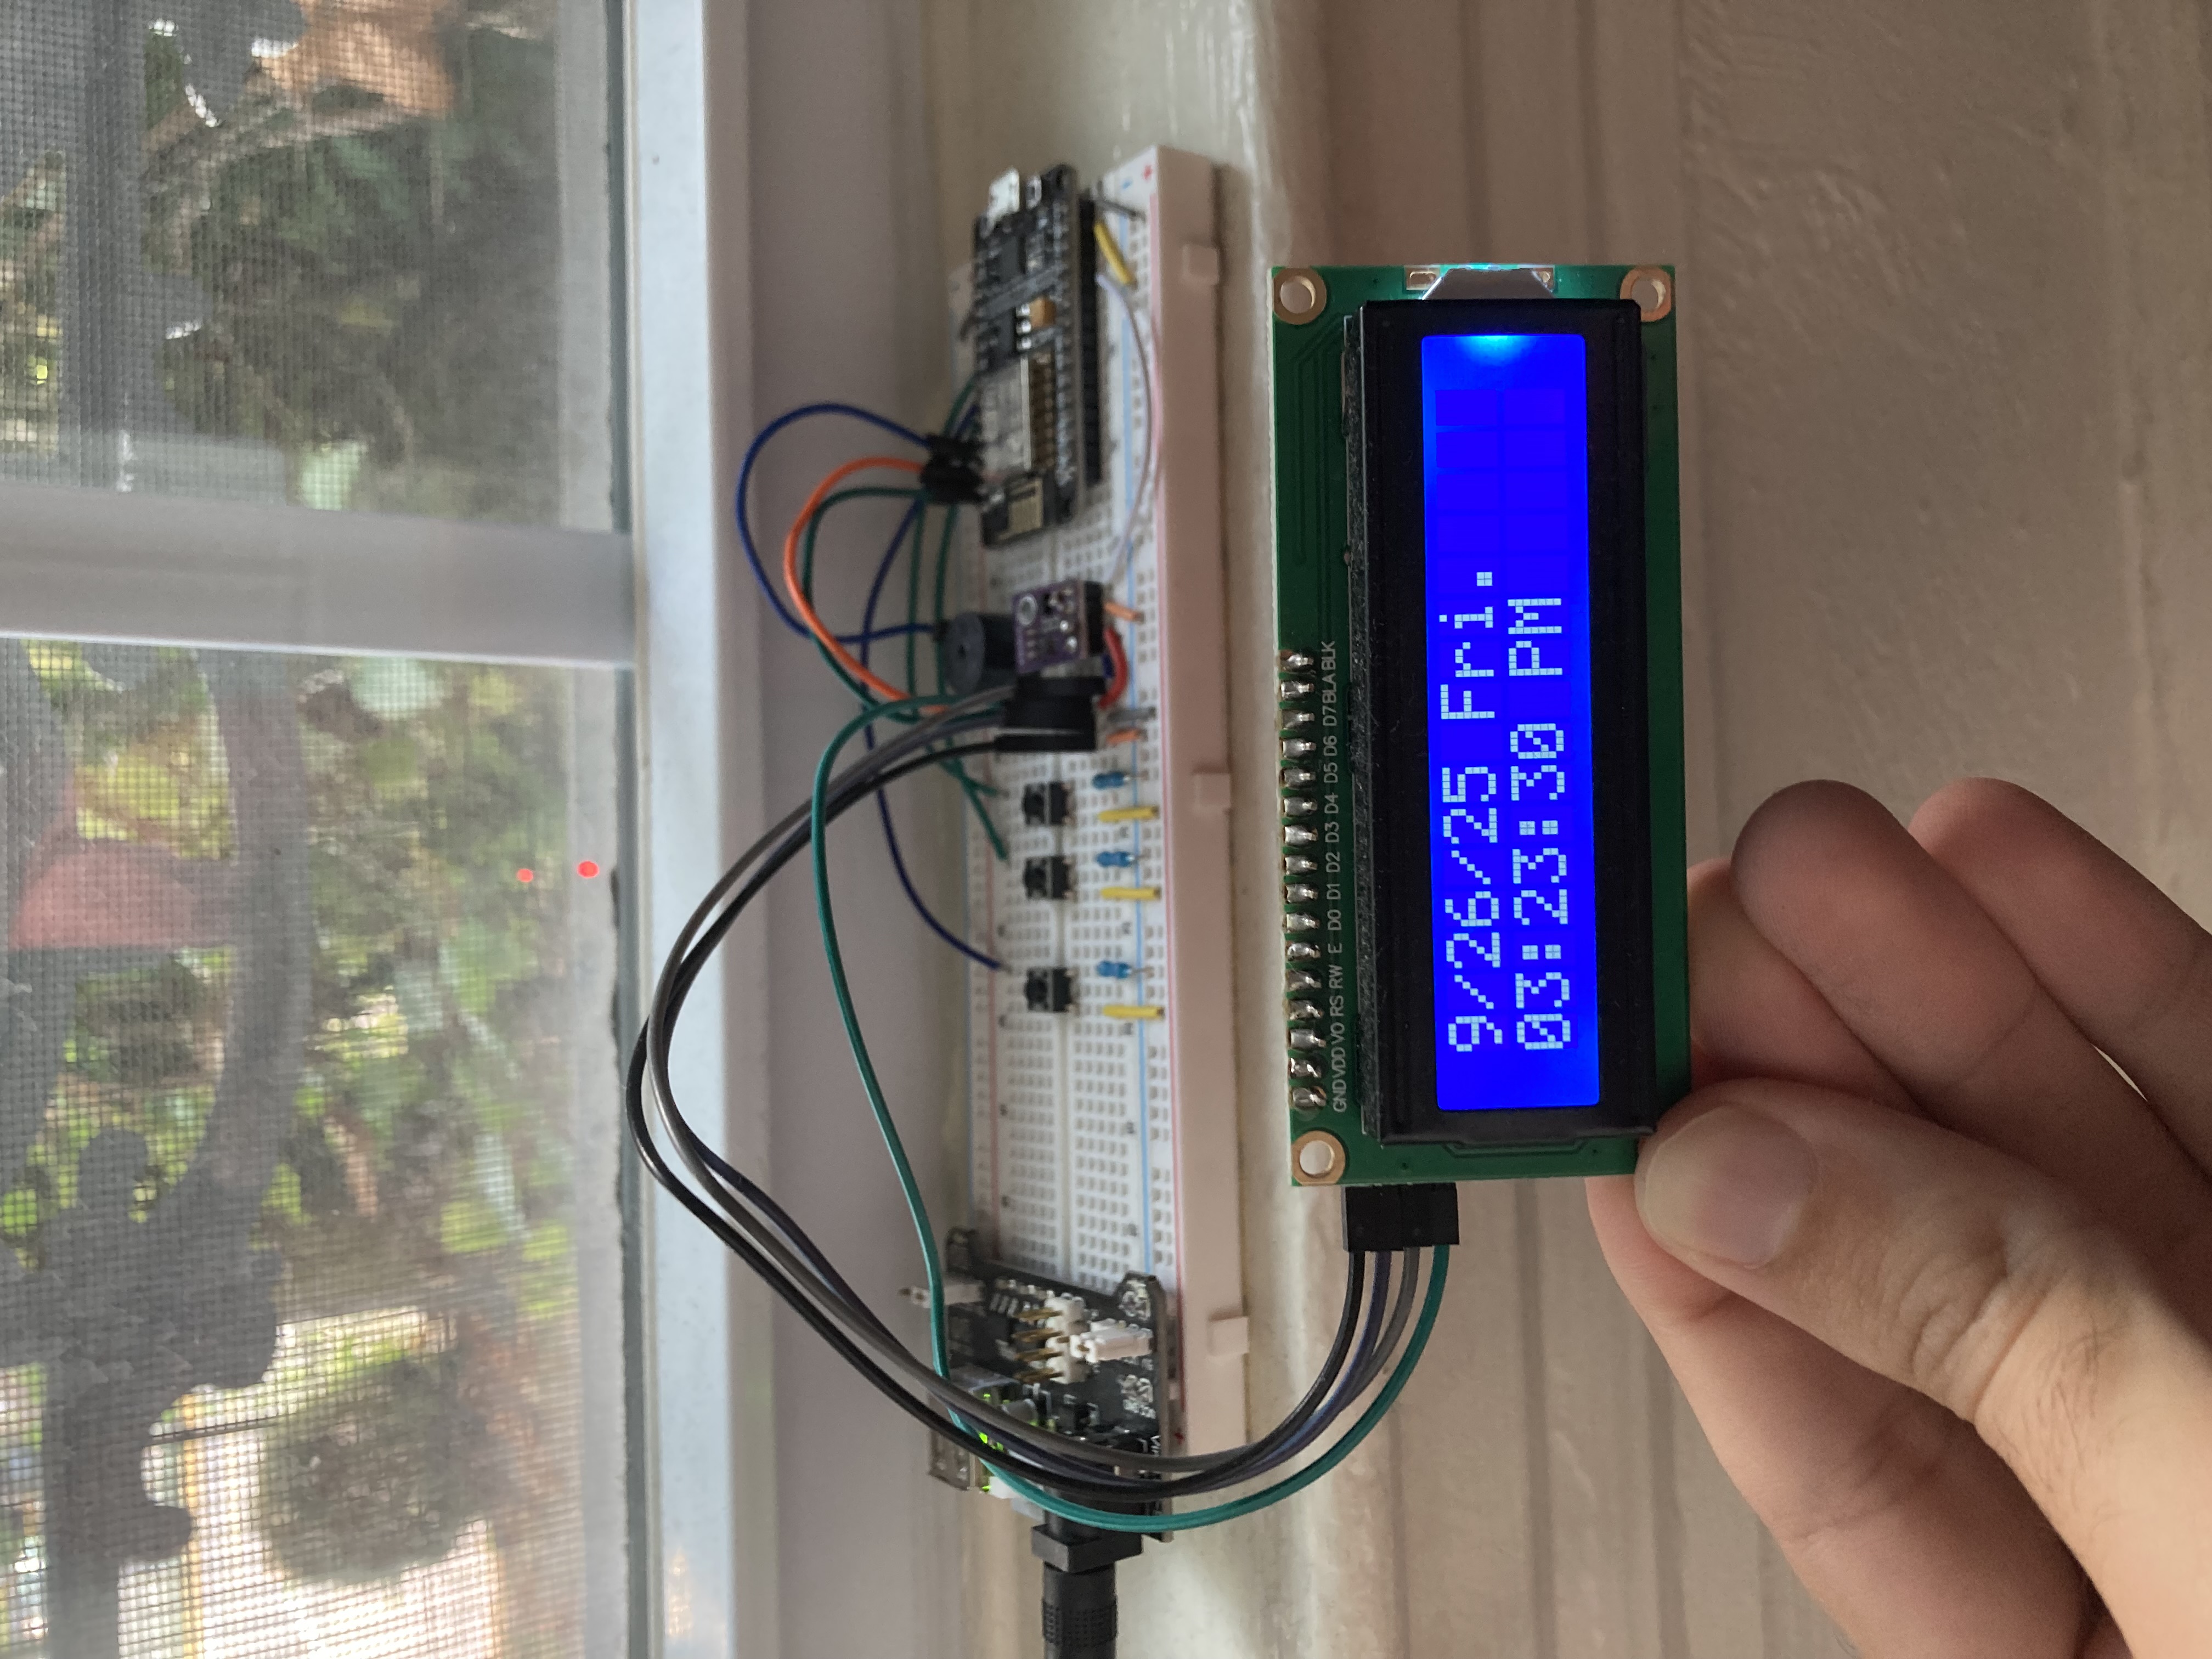 GND VDD VO RS RW E D0 D1 D2 D3 D4 D5 D6 D7 BLA BLK
9/26/25 Fri.
03:23:30 PM